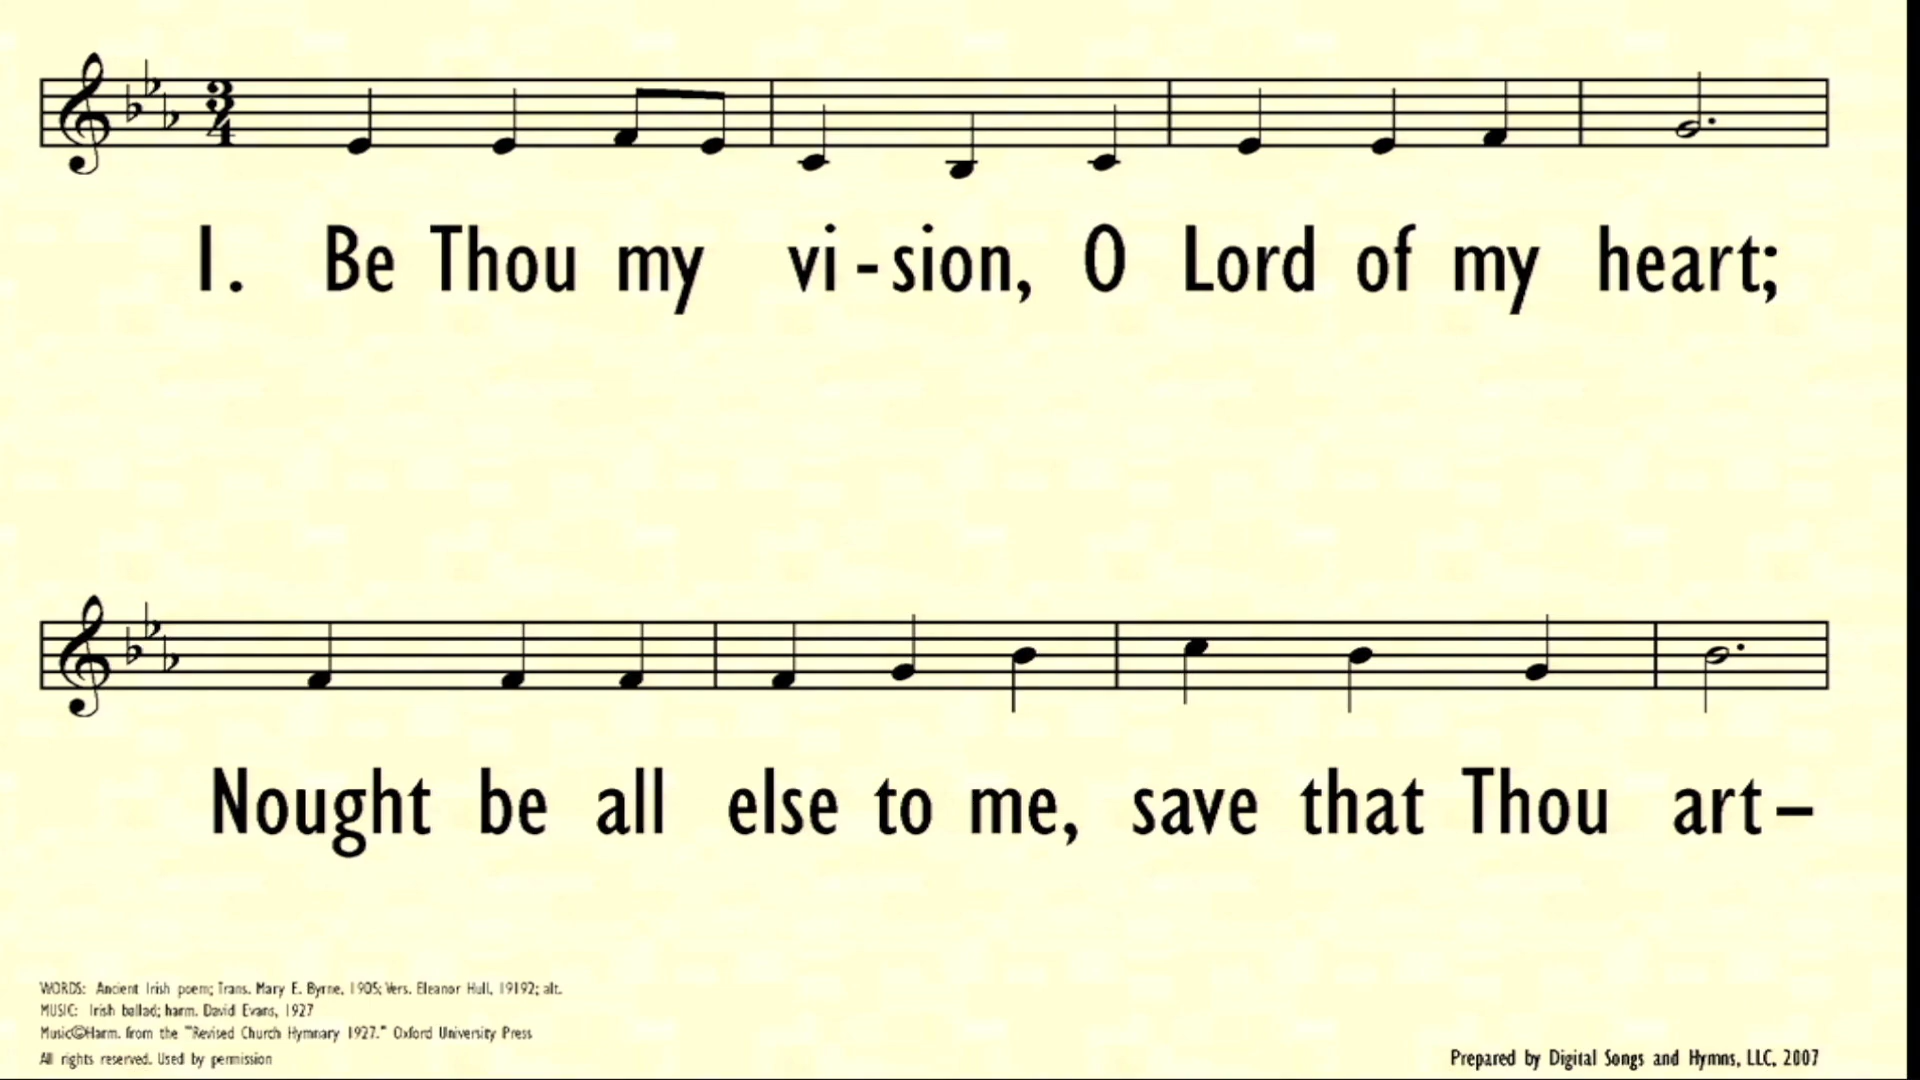 3
4
1. Be Thou my vi - sion, O Lord of my heart;
Nought be all else to me, save that Thou art –
WORDS: Ancient Irish poem; Trans. Mary E. Byrne, 1905; Vers. Eleanor Hull, 19192; alt.
MUSIC: Irish ballad; harm. David Evans, 1927
Music©Harm. from the "Revised Church Hymnary 1927." Oxford University Press
All rights reserved. Used by permission
Prepared by Digital Songs and Hymns, LLC, 2007